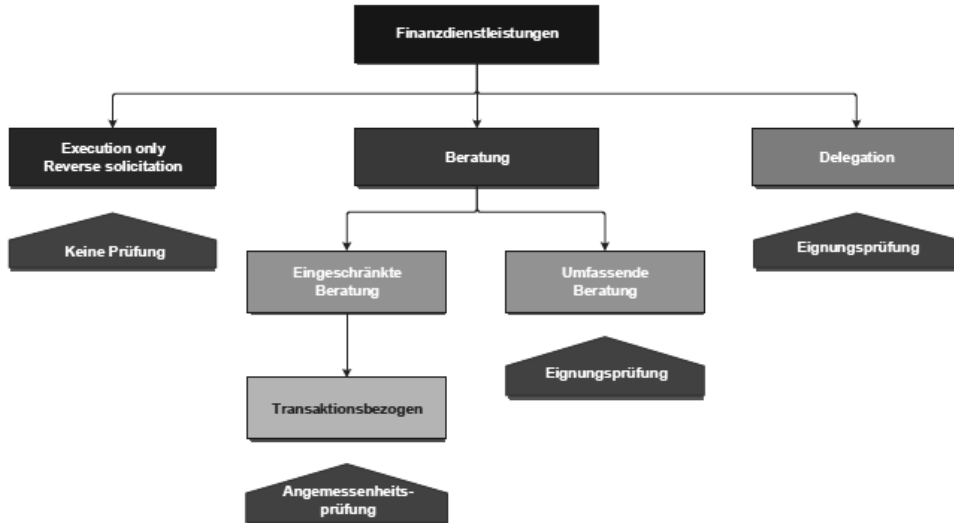 Finanzdienstleistungen
Execution only
Reverse solicitation
Beratung
Delegation
Keine Prüfung
Eingeschränkte
Beratung
Umfassende
Beratung
Eignungsprüfung
Transaktionsbezogen
Eignungsprüfung
Angemessenheits-
prüfung